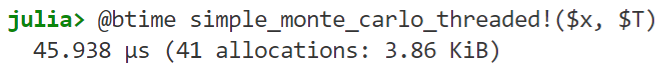 julia> @btime simple_monte_carlo_threaded!($x, $T)
  45.938 μs (41 allocations: 3.86 KiB)